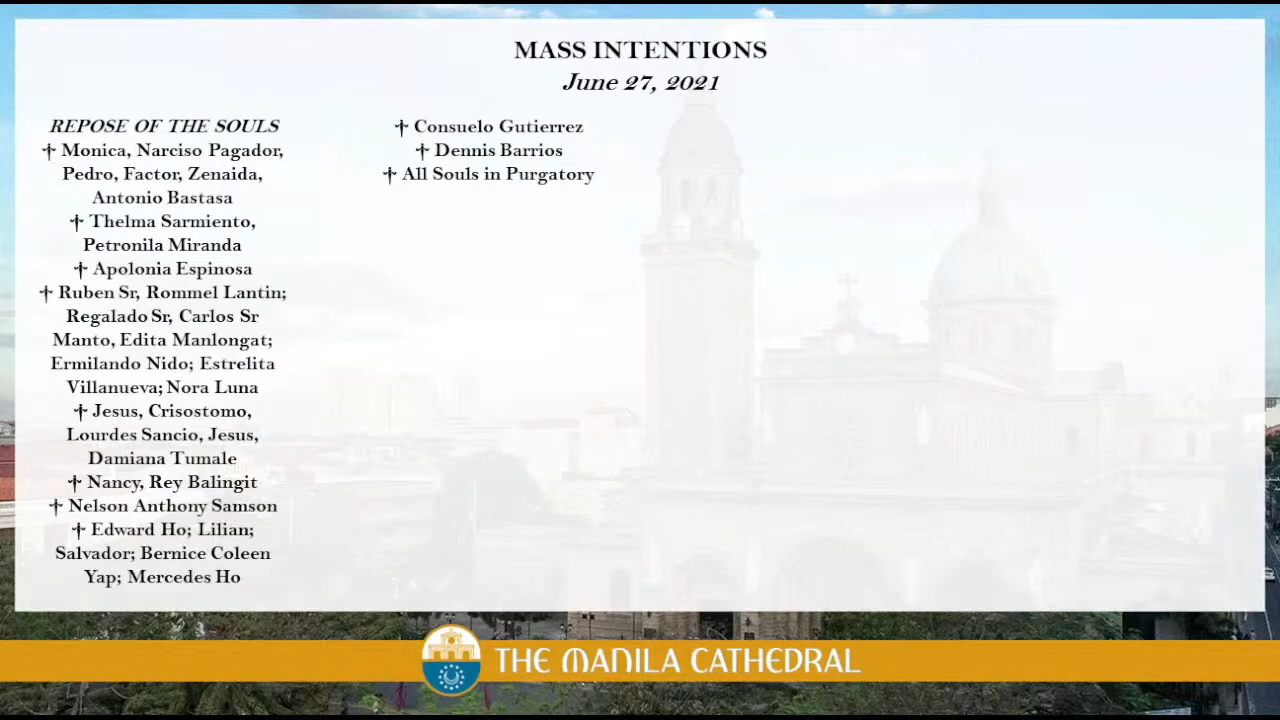 MASS INTENTIONS
June 27, 2021
REPOSE OF THE SOULS
† Monica, Narciso Pagador,
Pedro, Factor, Zenaida,
Antonio Bastasa
† Thelma Sarmiento,
Petronila Miranda
† Apolonia Espinosa
† Ruben Sr, Rommel Lantin;
Regalado Sr, Carlos Sr
Manto, Edita Manlongat;
Ermilando Nido; Estrelita
Villanueva; Nora Luna
† Jesus, Crisostomo,
Lourdes Sancio, Jesus,
Damiana Tumale
† Nancy, Rey Balingit
† Nelson Anthony Samson
† Edward Ho; Lilian;
Salvador; Bernice Coleen
Yap; Mercedes Ho
† Consuelo Gutierrez
† Dennis Barrios
† All Souls in Purgatory
THE MANILA CATHEDRAL